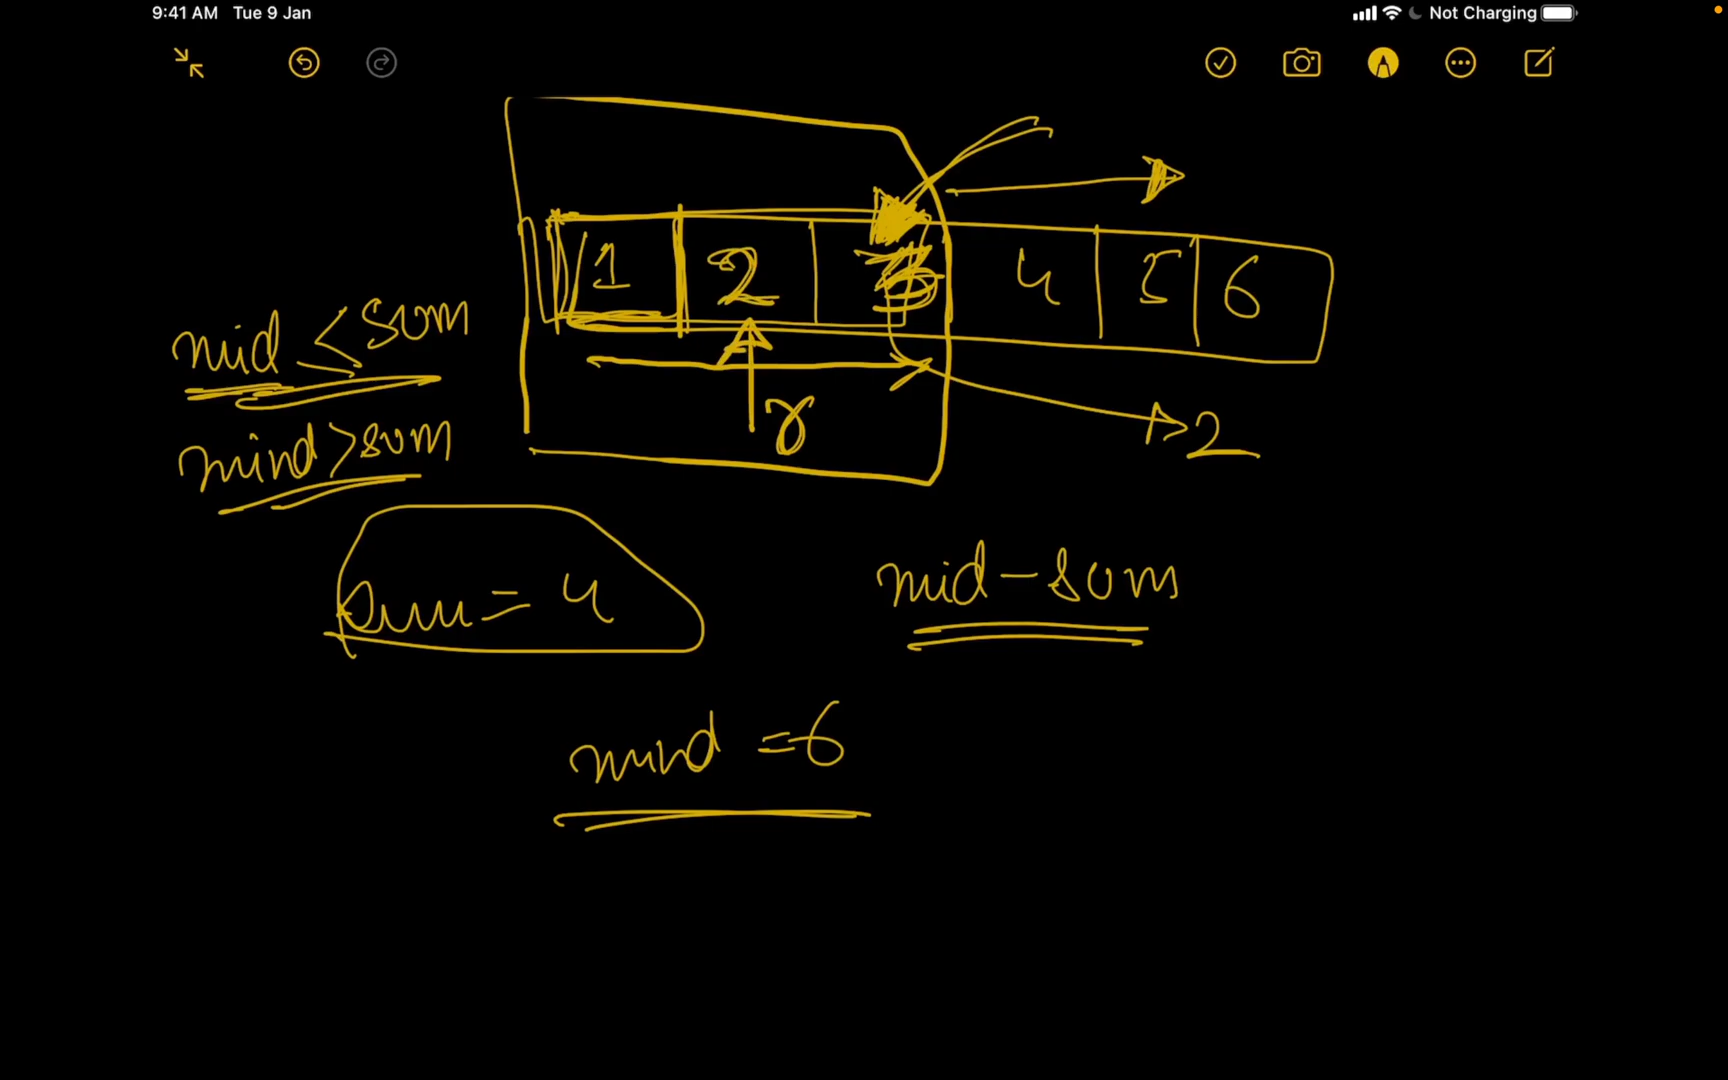 9:41 AM Tue 9 Jan
Not Charging
1 2 3 4 5 6
mid < sum
mind > sum
r
2
sum = 4
mid - sum
mind = 6